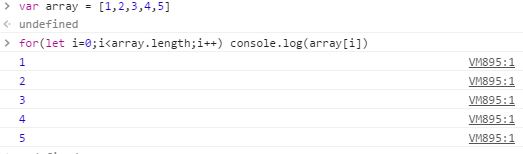 > var array = [1,2,3,4,5]
< undefined
> for(let i=0;i<array.length;i++) console.log(array[i])
1 VM895:1
2 VM895:1
3 VM895:1
4 VM895:1
5 VM895:1